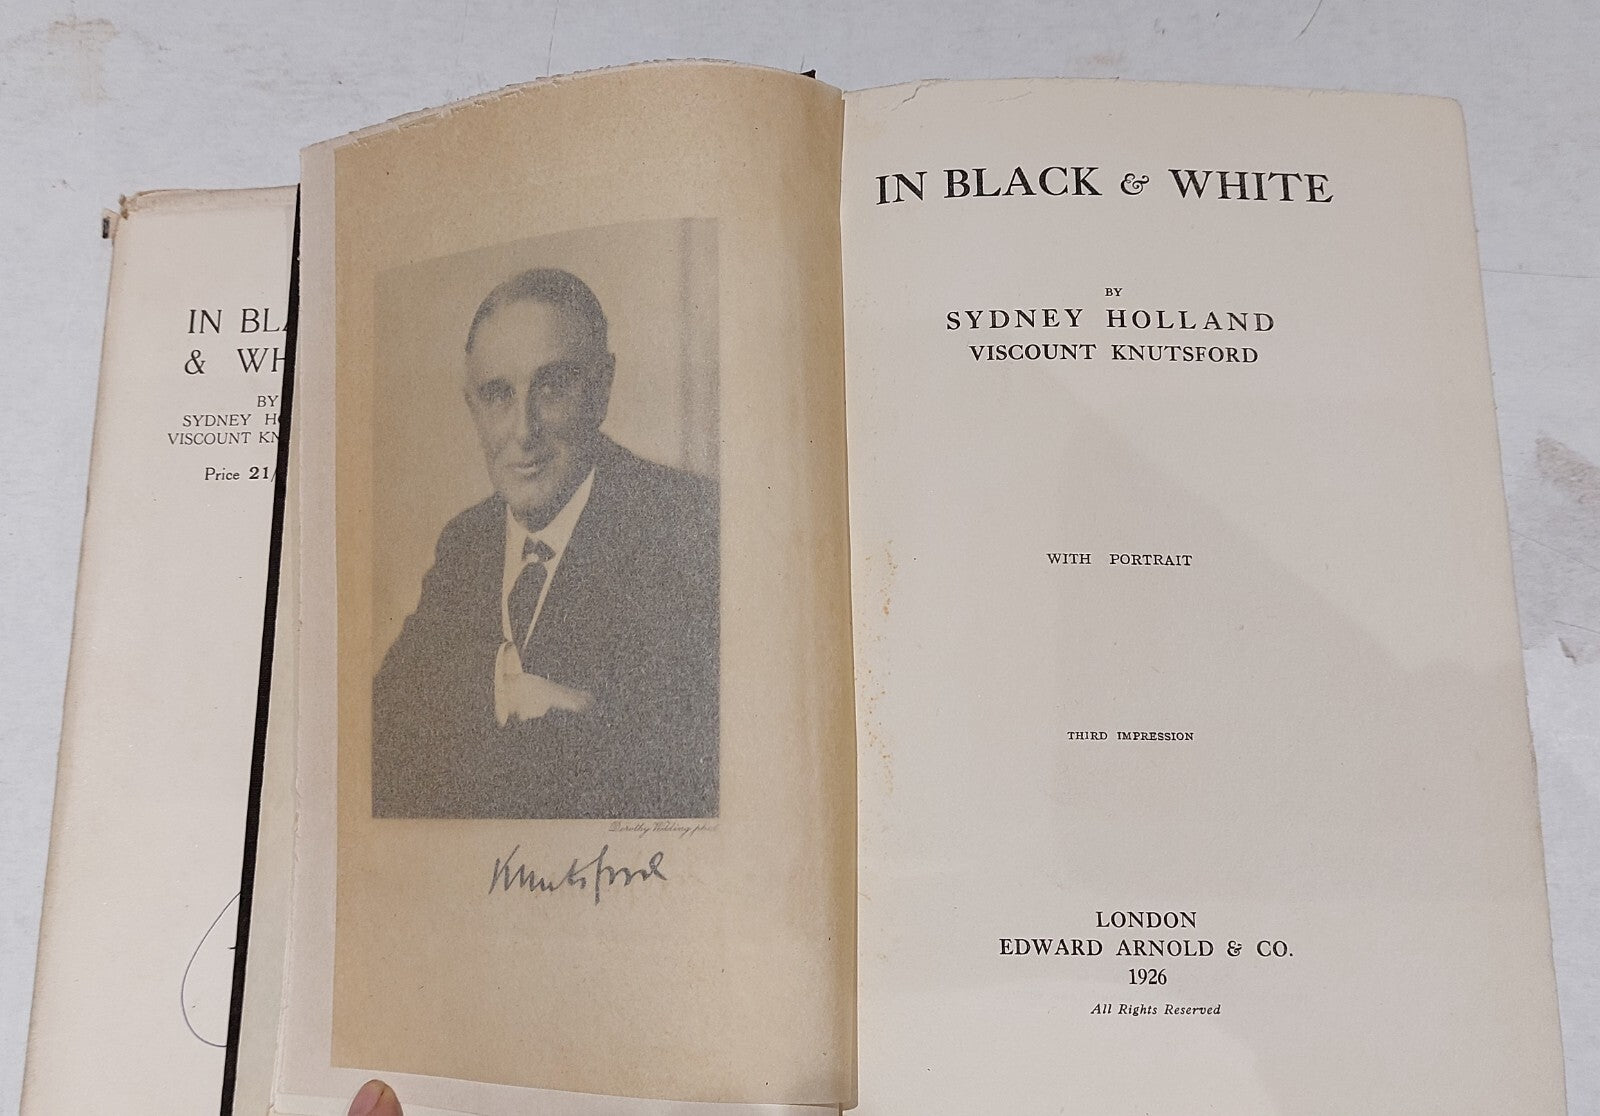 IN BLA
& WH
BY
SYDNEY HO
VISCOUNT KN
Price 21/
Dorothy Wilding phot
Knutsford
IN BLACK & WHITE
BY
SYDNEY HOLLAND
VISCOUNT KNUTSFORD
WITH PORTRAIT
THIRD IMPRESSION
LONDON
EDWARD ARNOLD & CO.
1926
All Rights Reserved